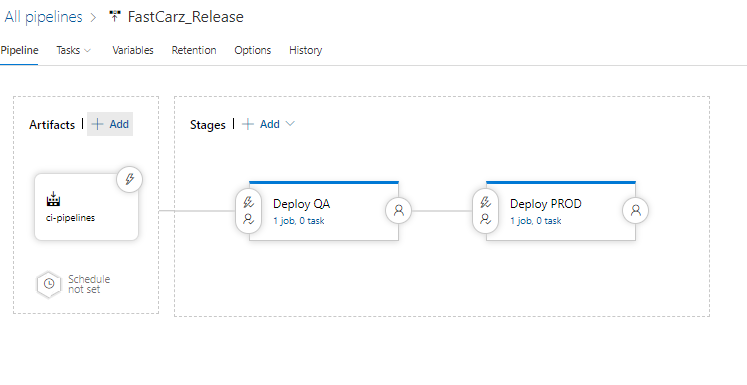 All pipelines > FastCarz_Release
Pipeline Tasks Variables Retention Options History
Artifacts | + Add
Stages | + Add
ci-pipelines
Deploy QA
1 job, 0 task
Deploy PROD
1 job, 0 task
Schedule
not set